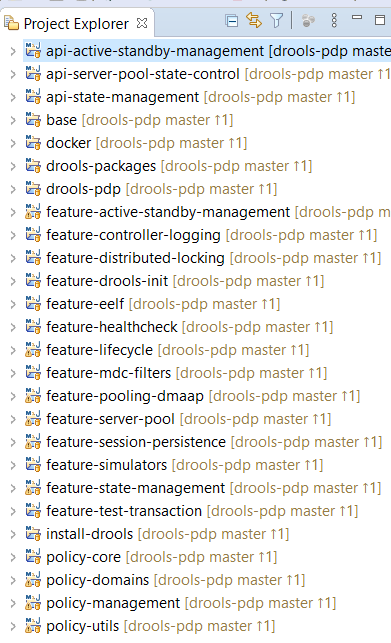 Project Explorer
api-active-standby-management [drools-pdp maste
api-server-pool-state-control [drools-pdp master ↑1]
api-state-management [drools-pdp master ↑1]
base [drools-pdp master ↑1]
docker [drools-pdp master ↑1]
drools-packages [drools-pdp master ↑1]
drools-pdp [drools-pdp master ↑1]
feature-active-standby-management [drools-pdp m
feature-controller-logging [drools-pdp master ↑1]
feature-distributed-locking [drools-pdp master ↑1]
feature-drools-init [drools-pdp master ↑1]
feature-eelf [drools-pdp master ↑1]
feature-healthcheck [drools-pdp master ↑1]
feature-lifecycle [drools-pdp master ↑1]
feature-mdc-filters [drools-pdp master ↑1]
feature-pooling-dmaap [drools-pdp master ↑1]
feature-server-pool [drools-pdp master ↑1]
feature-session-persistence [drools-pdp master ↑1]
feature-simulators [drools-pdp master ↑1]
feature-state-management [drools-pdp master ↑1]
feature-test-transaction [drools-pdp master ↑1]
install-drools [drools-pdp master ↑1]
policy-core [drools-pdp master ↑1]
policy-domains [drools-pdp master ↑1]
policy-management [drools-pdp master ↑1]
policy-utils [drools-pdp master ↑1]